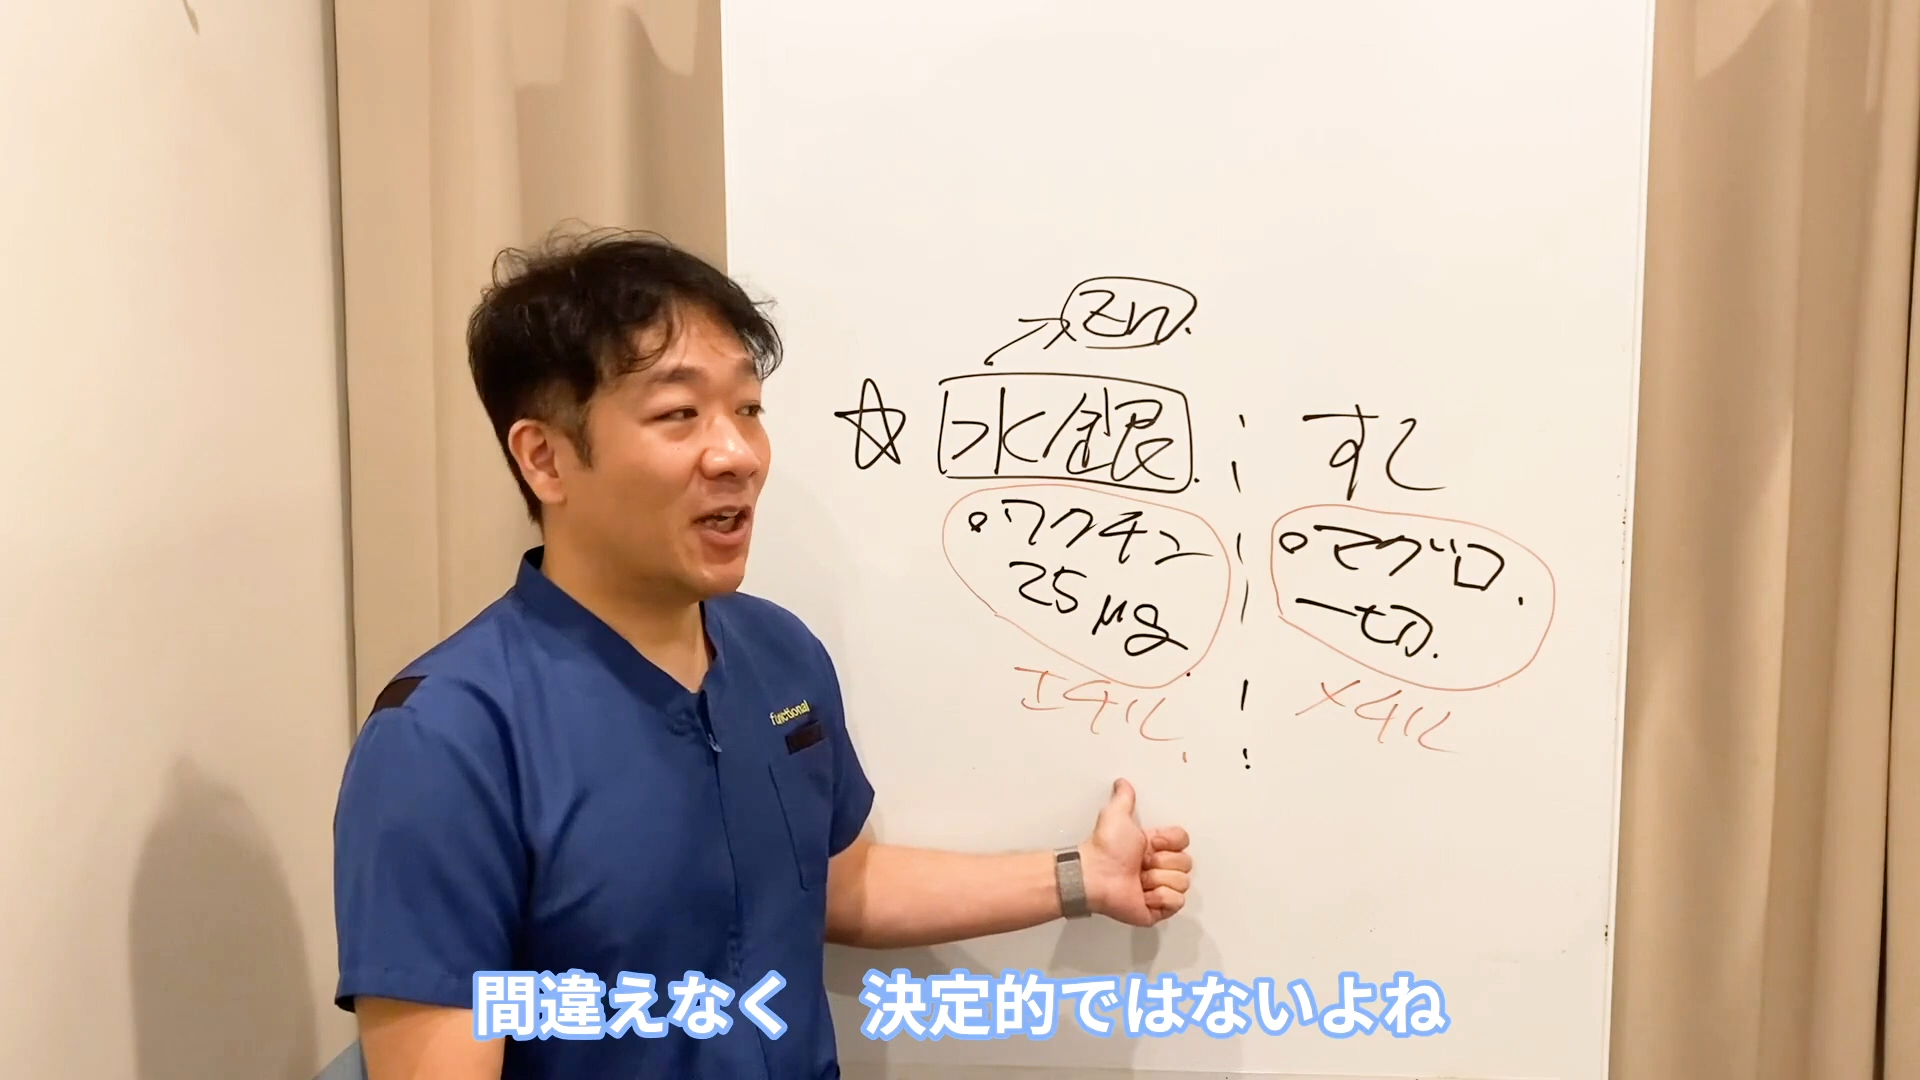 Zn.
☆ 水銀. すし
・ワクチン
25μg
・マグロ.
一切.
エチル.
メチル
functional
間違えなく 決定的ではないよね